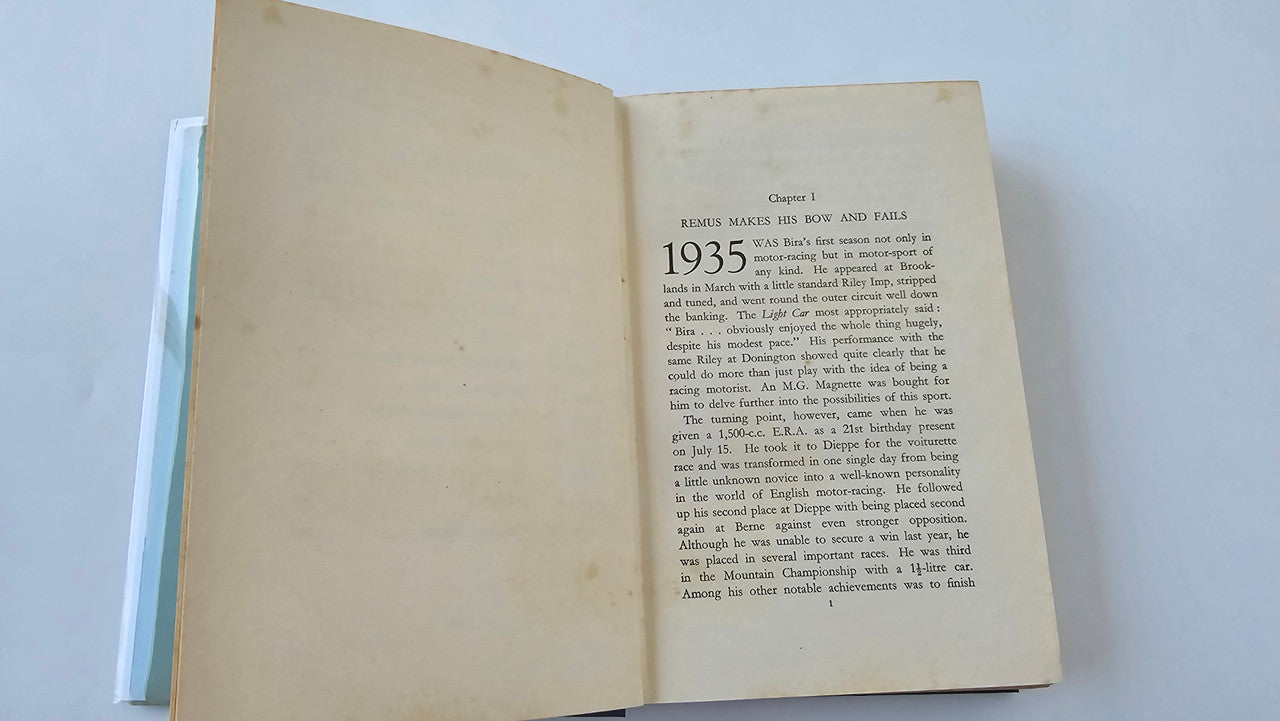 Chapter I
REMUS MAKES HIS BOW AND FAILS
1935 WAS Bira's first season not only in
motor-racing but in motor-sport of
any kind. He appeared at Brook-
lands in March with a little standard Riley Imp, stripped
and tuned, and went round the outer circuit well down
the banking. The Light Car most appropriately said :
“ Bira . . . obviously enjoyed the whole thing hugely,
despite his modest pace.” His performance with the
same Riley at Donington showed quite clearly that he
could do more than just play with the idea of being a
racing motorist. An M.G. Magnette was bought for
him to delve further into the possibilities of this sport.
The turning point, however, came when he was
given a 1,500-c.c. E.R.A. as a 21st birthday present
on July 15. He took it to Dieppe for the voiturette
race and was transformed in one single day from being
a little unknown novice into a well-known personality
in the world of English motor-racing. He followed
up his second place at Dieppe with being placed second
again at Berne against even stronger opposition.
Although he was unable to secure a win last year, he
was placed in several important races. He was third
in the Mountain Championship with a 1½-litre car.
Among his other notable achievements was to finish
1